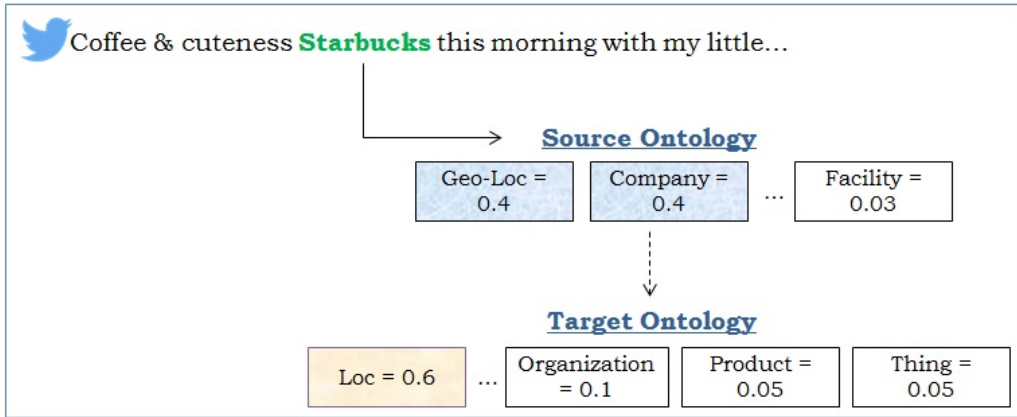 Coffee & cuteness Starbucks this morning with my little…
Source Ontology
Geo-Loc =
0.4
Company =
0.4
...
Facility =
0.03
Target Ontology
Loc = 0.6
...
Organization
= 0.1
Product =
0.05
Thing =
0.05